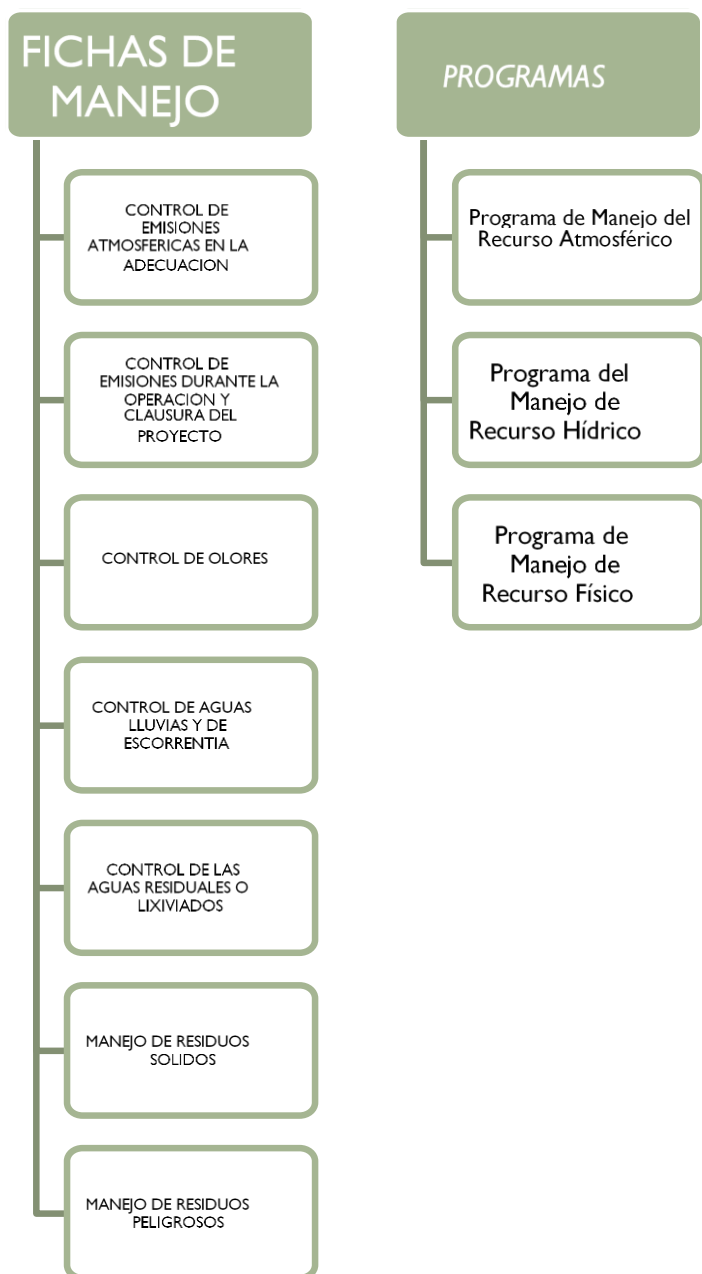 FICHAS DE
MANEJO
CONTROL DE
EMISIONES
ATMOSFERICAS EN LA
ADECUACION
CONTROL DE
EMISIONES DURANTE LA
OPERACION Y
CLAUSURA DEL
PROYECTO
CONTROL DE OLORES
CONTROL DE AGUAS
LLUVIAS Y DE
ESCORRENTIA
CONTROL DE LAS
AGUAS RESIDUALES O
LIXIVIADOS
MANEJO DE RESIDUOS
SOLIDOS
MANEJO DE RESIDUOS
PELIGROSOS
PROGRAMAS
Programa de Manejo del
Recurso Atmosférico
Programa del
Manejo de
Recurso Hídrico
Programa de
Manejo de
Recurso Físico